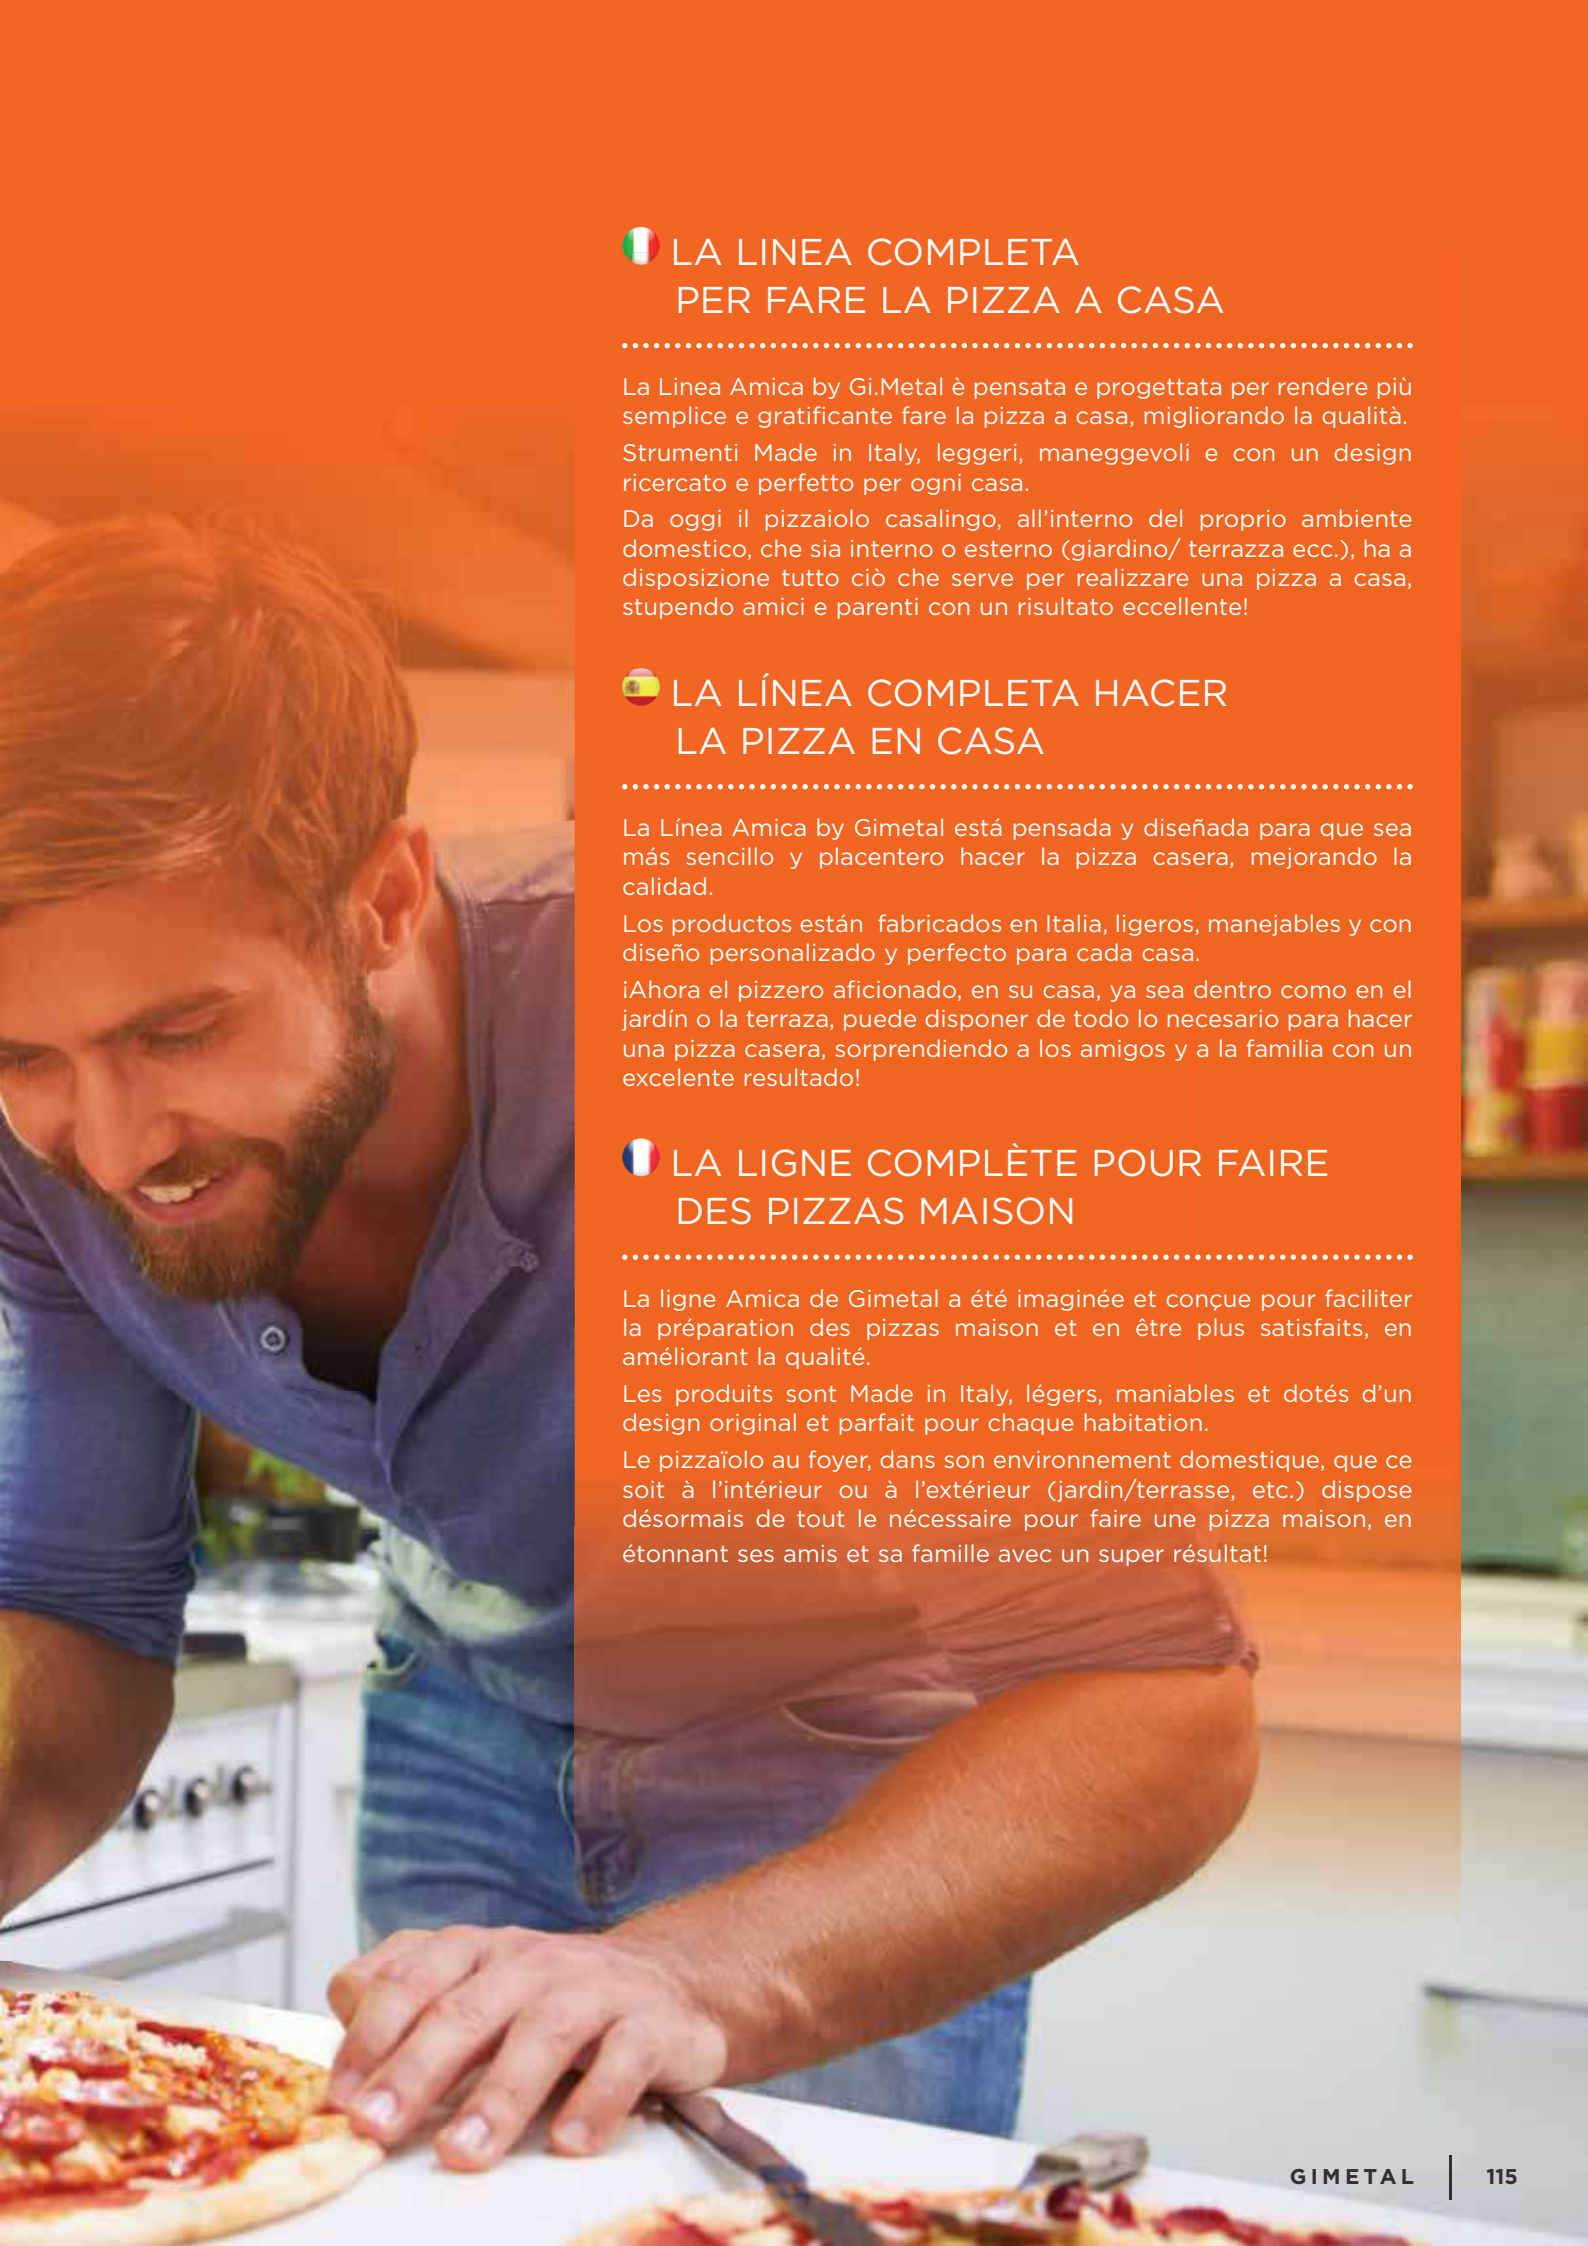 LA LINEA COMPLETA
PER FARE LA PIZZA A CASA
La Linea Amica by Gi.Metal è pensata e progettata per rendere più
semplice e gratificante fare la pizza a casa, migliorando la qualità.
Strumenti Made in Italy, leggeri, maneggevoli e con un design
ricercato e perfetto per ogni casa.
Da oggi il pizzaiolo casalingo, all’interno del proprio ambiente
domestico, che sia interno o esterno (giardino/ terrazza ecc.), ha a
disposizione tutto ciò che serve per realizzare una pizza a casa,
stupendo amici e parenti con un risultato eccellente!
LA LÍNEA COMPLETA HACER
LA PIZZA EN CASA
La Línea Amica by Gimetal está pensada y diseñada para que sea
más sencillo y placentero hacer la pizza casera, mejorando la
calidad.
Los productos están fabricados en Italia, ligeros, manejables y con
diseño personalizado y perfecto para cada casa.
¡Ahora el pizzero aficionado, en su casa, ya sea dentro como en el
jardín o la terraza, puede disponer de todo lo necesario para hacer
una pizza casera, sorprendiendo a los amigos y a la familia con un
excelente resultado!
LA LIGNE COMPLÈTE POUR FAIRE
DES PIZZAS MAISON
La ligne Amica de Gimetal a été imaginée et conçue pour faciliter
la préparation des pizzas maison et en être plus satisfaits, en
améliorant la qualité.
Les produits sont Made in Italy, légers, maniables et dotés d’un
design original et parfait pour chaque habitation.
Le pizzaïolo au foyer, dans son environnement domestique, que ce
soit à l’intérieur ou à l’extérieur (jardin/terrasse, etc.) dispose
désormais de tout le nécessaire pour faire une pizza maison, en
étonnant ses amis et sa famille avec un super résultat!
GIMETAL 115